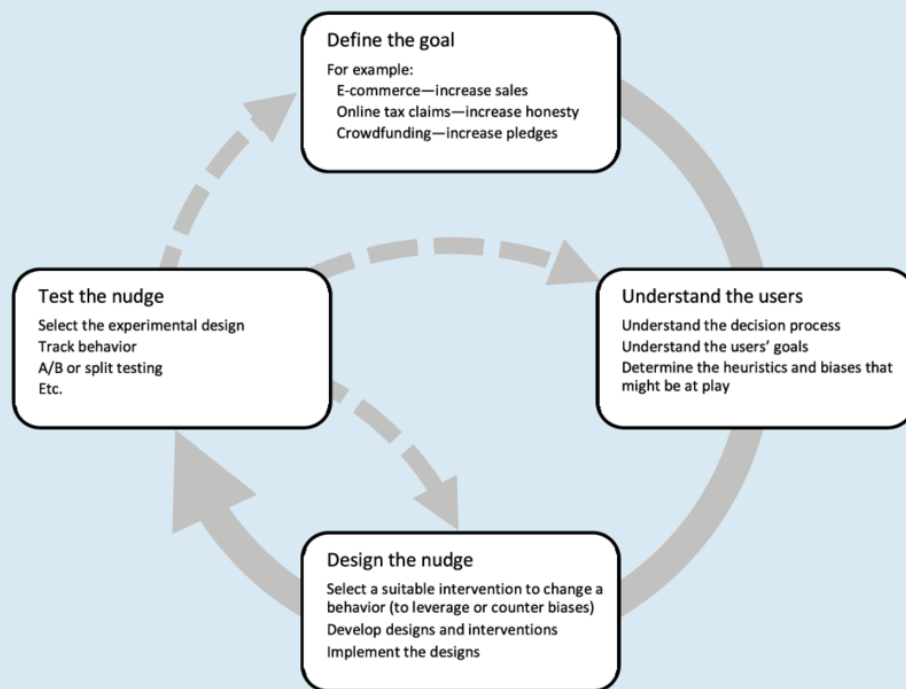 Define the goal
For example:
E-commerce—increase sales
Online tax claims—increase honesty
Crowdfunding—increase pledges
Test the nudge
Select the experimental design
Track behavior
A/B or split testing
Etc.
Understand the users
Understand the decision process
Understand the users' goals
Determine the heuristics and biases that
might be at play
Design the nudge
Select a suitable intervention to change a
behavior (to leverage or counter biases)
Develop designs and interventions
Implement the designs